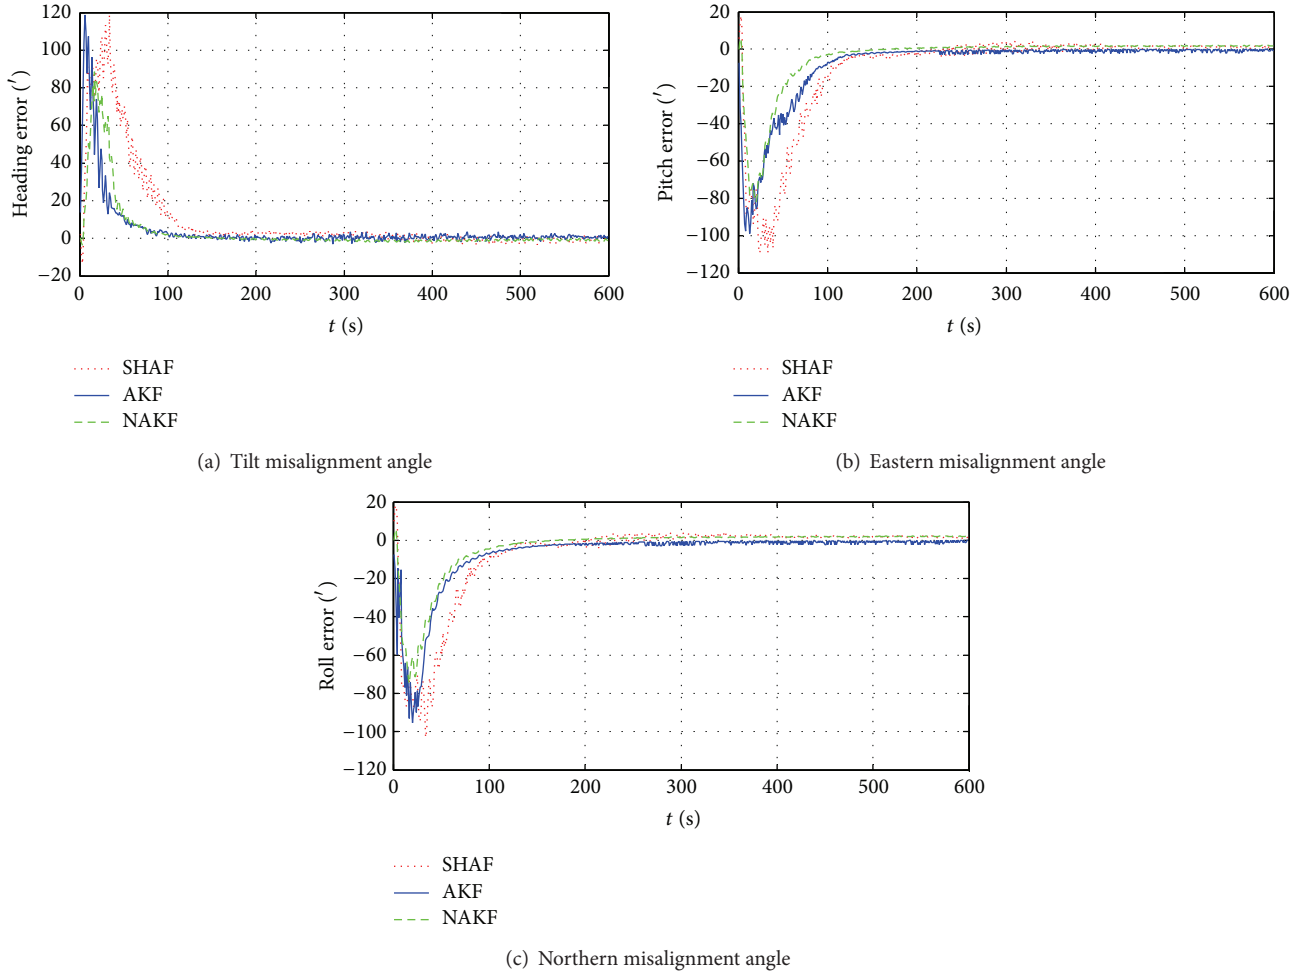 120
100
80
60
40
20
0
−20
Heading error (′)
0
100
200
300
400
500
600
t (s)
SHAF
AKF
NAKF
(a) Tilt misalignment angle
20
0
−20
−40
−60
−80
−100
−120
Pitch error (′)
0
100
200
300
400
500
600
t (s)
SHAF
AKF
NAKF
(b) Eastern misalignment angle
20
0
−20
−40
−60
−80
−100
−120
Roll error (′)
0
100
200
300
400
500
600
t (s)
SHAF
AKF
NAKF
(c) Northern misalignment angle